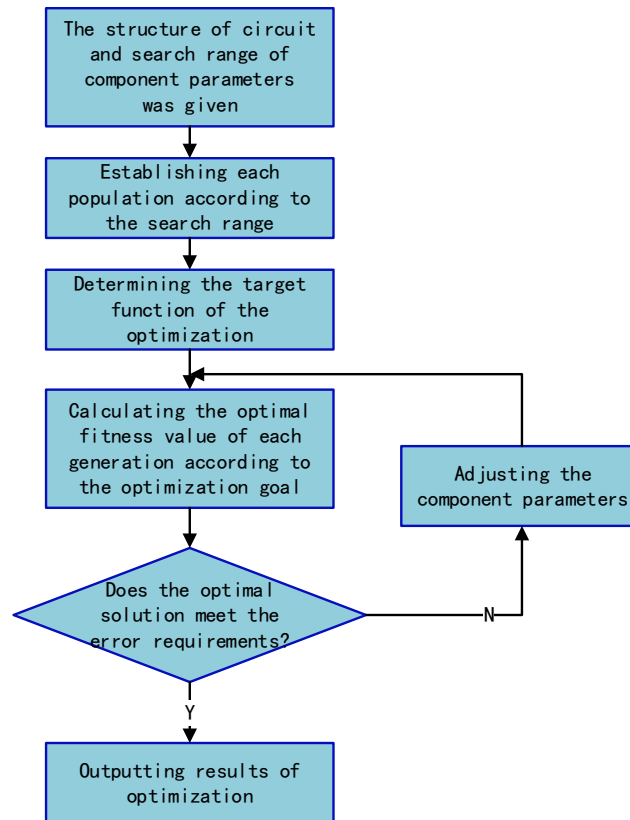 The structure of circuit
and search range of
component parameters
was given
Establishing each
population according to
the search range
Determining the target
function of the
optimization
Calculating the optimal
fitness value of each
generation according to
the optimization goal
Adjusting the
component parameters
Does the optimal
solution meet the
error requirements?
N
Y
Outputting results of
optimization